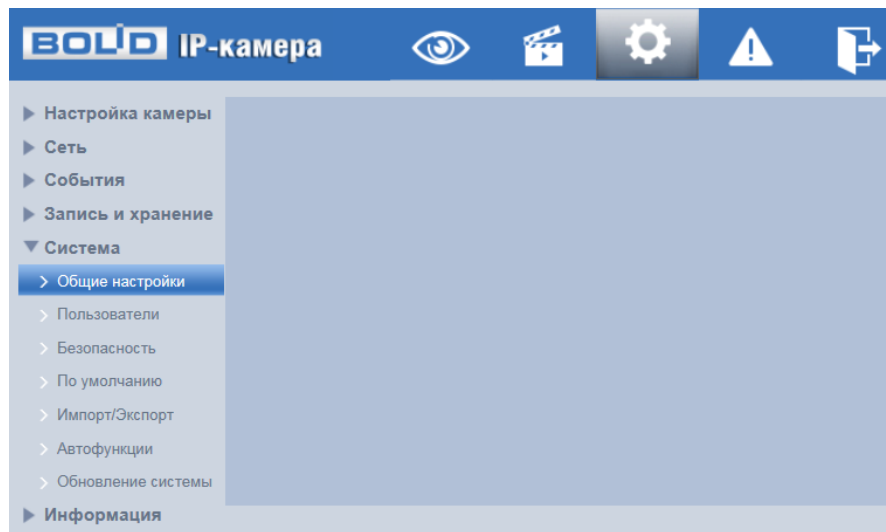 BOLID IP-камера
Настройка камеры
Сеть
События
Запись и хранение
Система
Общие настройки
Пользователи
Безопасность
По умолчанию
Импорт/Экспорт
Автофункции
Обновление системы
Информация